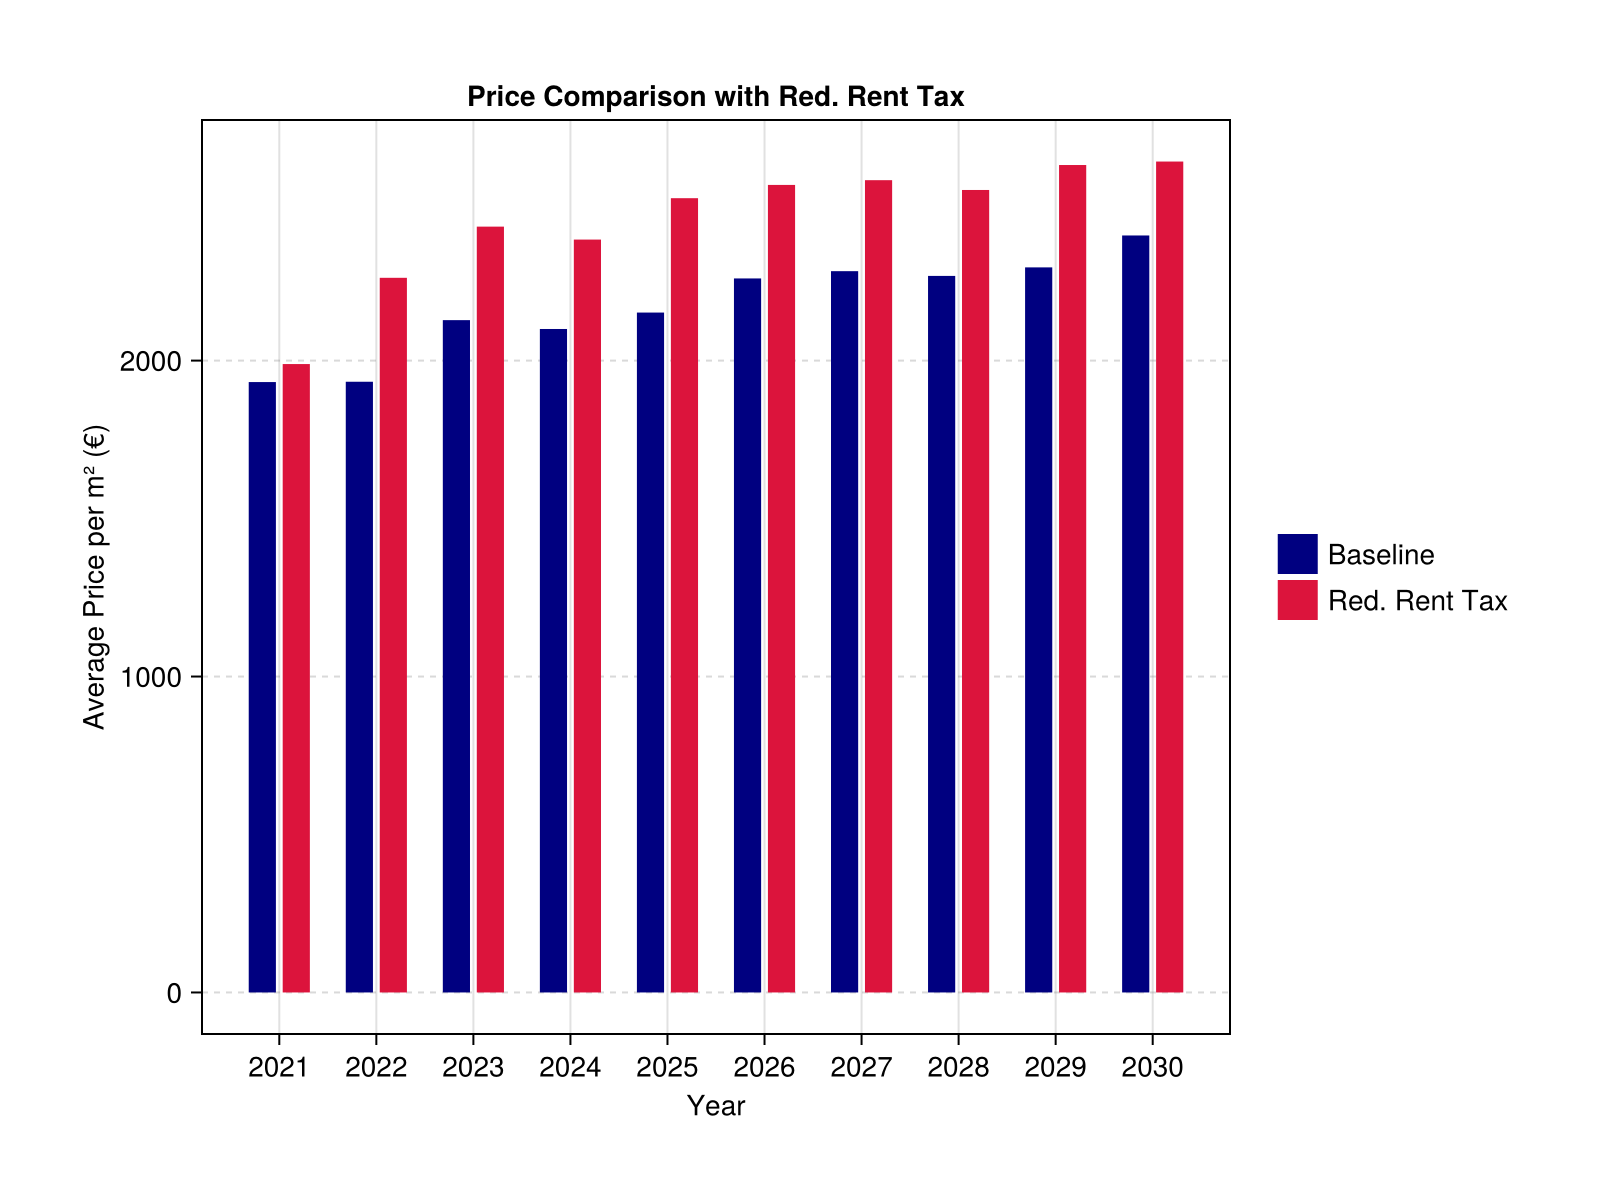 Price Comparison with Red. Rent Tax
Average Price per m² (€)
2000
1000
0
2021 2022 2023 2024 2025 2026 2027 2028 2029 2030
Year
Baseline
Red. Rent Tax